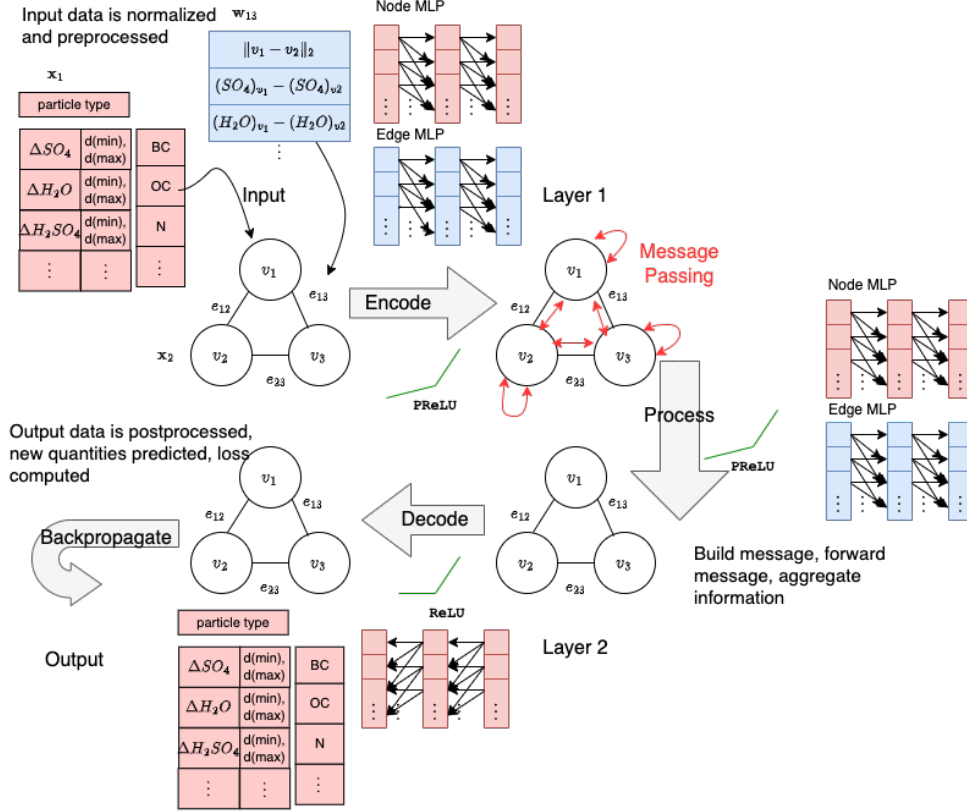 Input data is normalized
and preprocessed
w₁₃
‖v₁ − v₂‖₂
(SO₄)ᵥ₁ − (SO₄)ᵥ₂
(H₂O)ᵥ₁ − (H₂O)ᵥ₂
⋮
Node MLP
Edge MLP
x₁
particle type
ΔSO₄ d(min), d(max) BC
ΔH₂O d(min), d(max) OC
ΔH₂SO₄ d(min), d(max) N
⋮ ⋮ ⋮
Input
v₁
e₁₂ e₁₃
x₂ v₂ v₃
e₂₃
Encode
PReLU
Layer 1
Message
Passing
v₁
e₁₂ e₁₃
v₂ v₃
e₂₃
Node MLP
Edge MLP
Process
PReLU
Build message, forward
message, aggregate
information
v₁
e₁₂ e₁₃
v₂ v₃
e₂₃
Layer 2
Decode
ReLU
Output data is postprocessed,
new quantities predicted, loss
computed
v₁
e₁₂ e₁₃
v₂ v₃
e₂₃
Backpropagate
Output
particle type
ΔSO₄ d(min), d(max) BC
ΔH₂O d(min), d(max) OC
ΔH₂SO₄ d(min), d(max) N
⋮ ⋮ ⋮